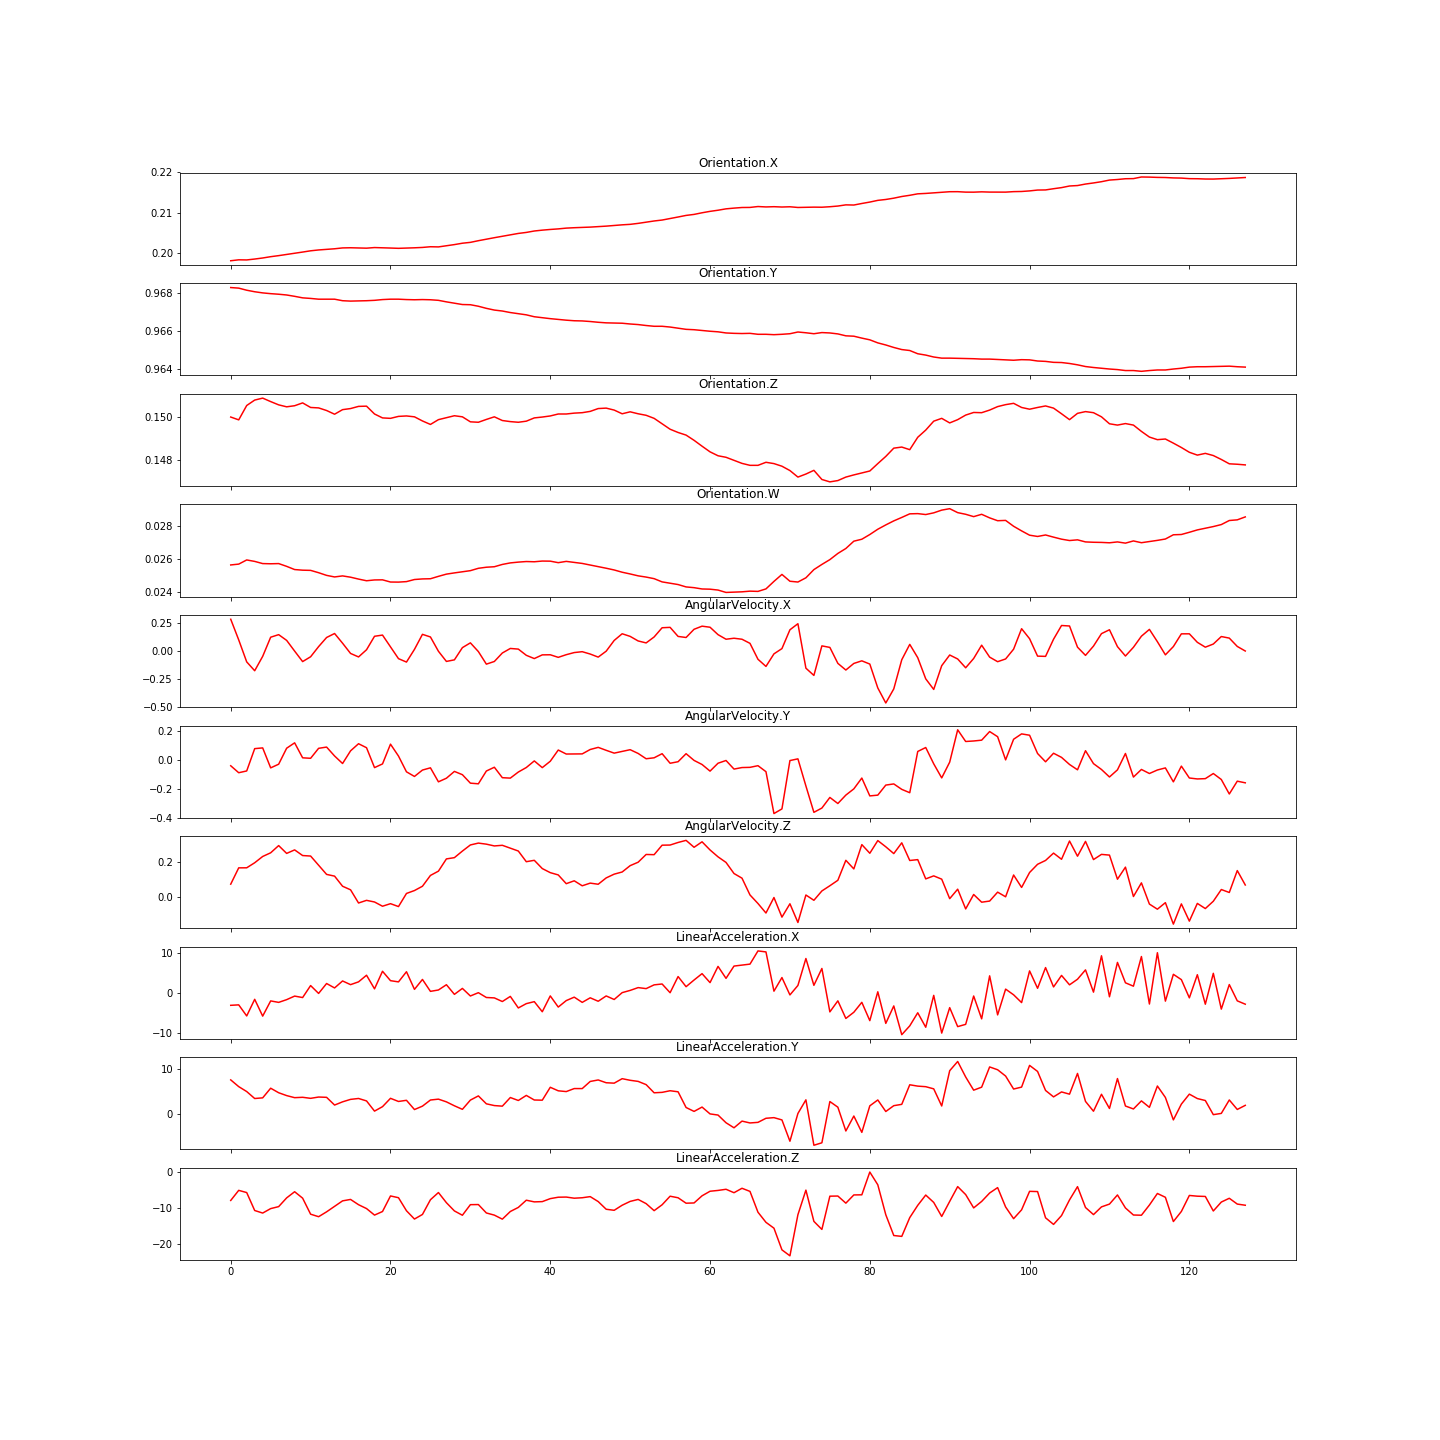 Orientation.X
0.22
0.21
0.20
Orientation.Y
0.968
0.966
0.964
Orientation.Z
0.150
0.148
Orientation.W
0.028
0.026
0.024
AngularVelocity.X
0.25
0.00
−0.25
−0.50
AngularVelocity.Y
0.2
0.0
−0.2
−0.4
AngularVelocity.Z
0.2
0.0
LinearAcceleration.X
10
0
−10
LinearAcceleration.Y
10
0
LinearAcceleration.Z
0
−10
−20
0 20 40 60 80 100 120